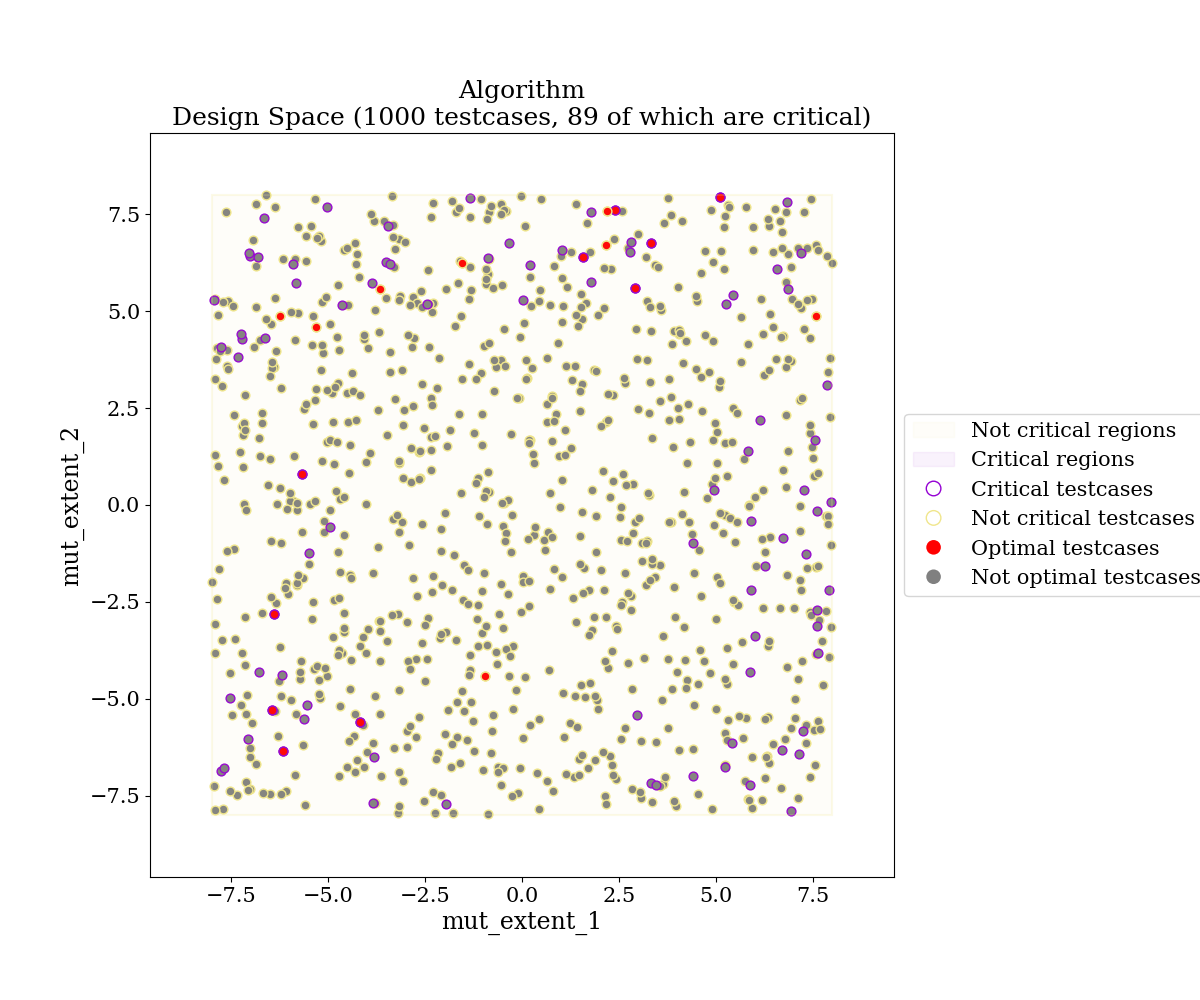 Algorithm
Design Space (1000 testcases, 89 of which are critical)
7.5
5.0
2.5
0.0
−2.5
−5.0
−7.5
mut_extent_2
−7.5
−5.0
−2.5
0.0
2.5
5.0
7.5
mut_extent_1
Not critical regions
Critical regions
Critical testcases
Not critical testcases
Optimal testcases
Not optimal testcases